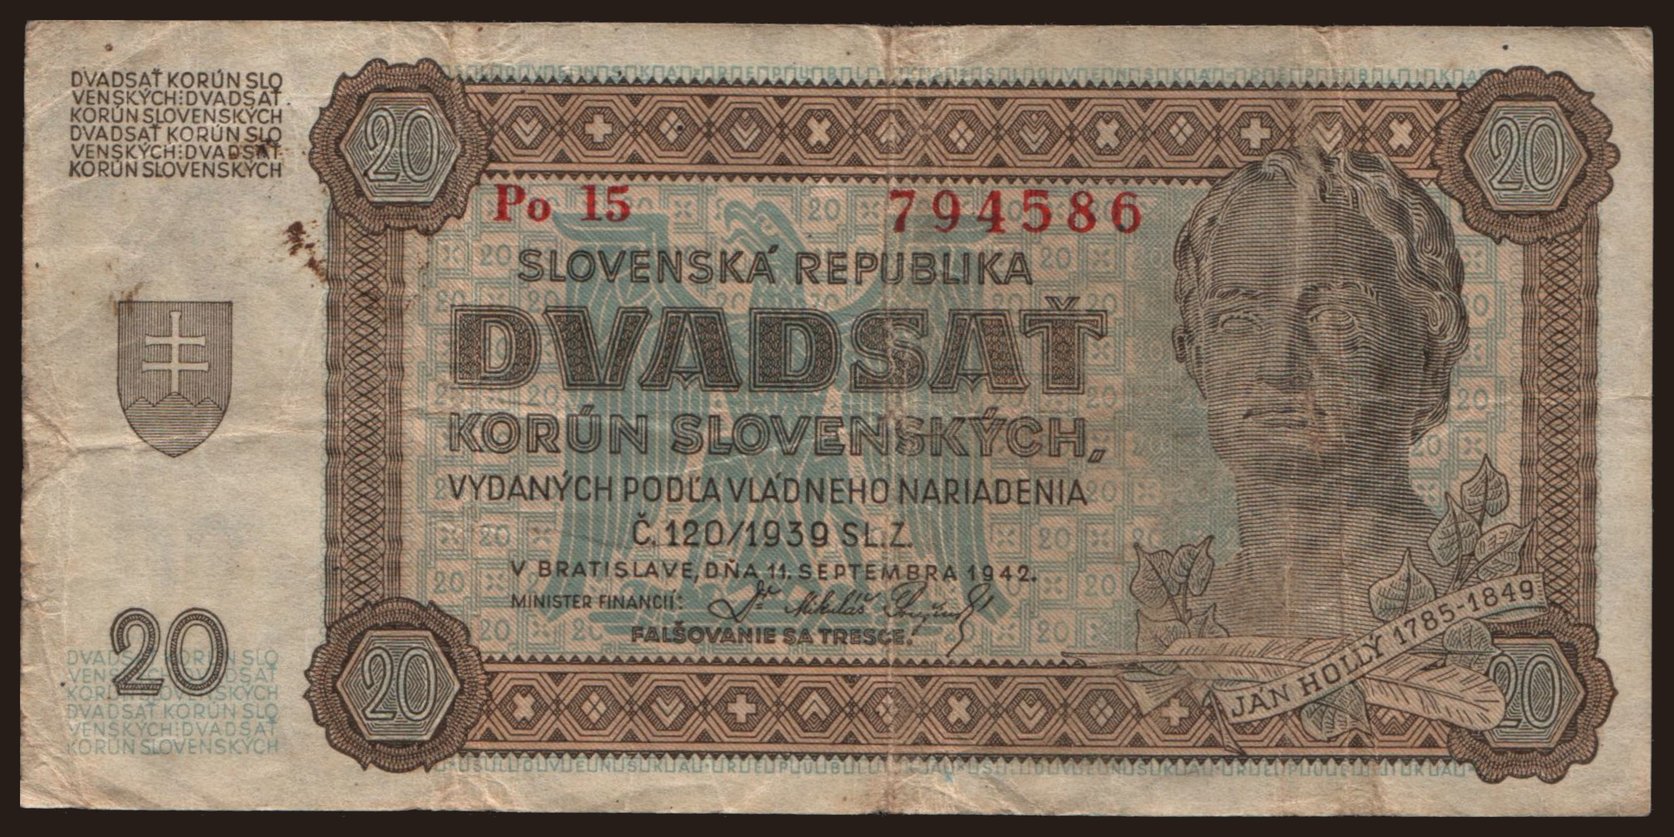 DVADSAŤ KORÚN SLO
VENSKÝCH:DVADSAŤ
KORÚN SLOVENSKÝCH
DVADSAŤ KORÚN SLO
VENSKÝCH:DVADSAŤ
KORÚN SLOVENSKÝCH
20
20
Po 15 794586
SLOVENSKÁ REPUBLIKA
DVADSAŤ
KORÚN SLOVENSKÝCH,
VYDANÝCH PODĽA VLÁDNEHO NARIADENIA
Č. 120/1939 SL. Z.
V BRATISLAVE, DŇA 11. SEPTEMBRA 1942.
MINISTER FINANCIÍ:
FALŠOVANIE SA TRESCE.
JÁN HOLLÝ 1785-1849
20
DVADSAŤ KORÚN SLO
VENSKÝCH:DVADSAŤ
KORÚN SLOVENSKÝCH
DVADSAŤ KORÚN SLO
VENSKÝCH:DVADSAŤ
KORÚN SLOVENSKÝCH
20
20